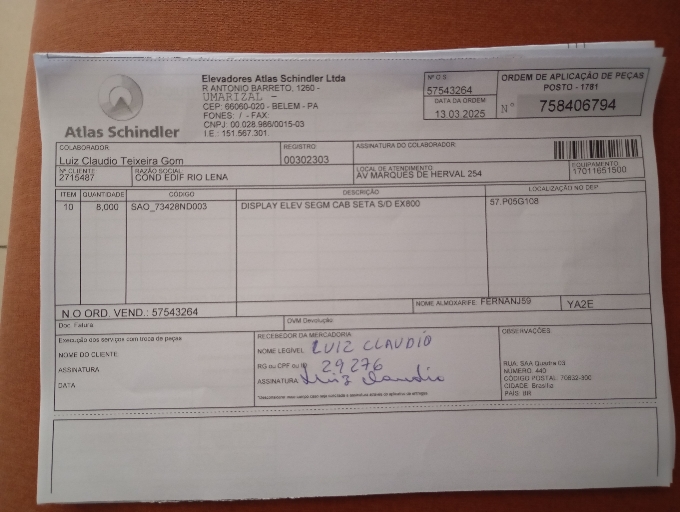 Elevadores Atlas Schindler Ltda
R ANTONIO BARRETO, 1260 -
UMARIZAL -
CEP: 66060-020 - BELEM - PA
FONES: / - FAX:
CNPJ: 00.028.986/0015-03
I.E.: 151.567.301.
Atlas Schindler
Nº O.S.
57543264
DATA DA ORDEM
13.03.2025
ORDEM DE APLICAÇÃO DE PEÇAS
POSTO - 1781
N° 758406794
COLABORADOR
Luiz Claudio Teixeira Gom
REGISTRO
00302303
ASSINATURA DO COLABORADOR:
Nº CLIENTE
2715487
RAZÃO SOCIAL
COND EDIF RIO LENA
LOCAL DE ATENDIMENTO
AV MARQUES DE HERVAL 254
EQUIPAMENTO
17011651500
ITEM QUANTIDADE CÓDIGO DESCRIÇÃO LOCALIZAÇÃO NO DEP
10 8,000 SAO_73428ND003 DISPLAY ELEV SEGM CAB SETA S/D EX800 57.P05G108
N O ORD. VEND.: 57543264
NOME ALMOXARIFE: FERNANJ59 YA2E
Doc. Fatura
OVM Devolução
Execução dos serviços com troca de peças
NOME DO CLIENTE:
ASSINATURA
DATA
RECEBEDOR DA MERCADORIA
NOME LEGÍVEL: LUIZ CLAUDIO
RG ou CPF ou 29276
ASSINATURA Luiz Claudio
OBSERVAÇÕES
RUA: SAA Quadra 03
NÚMERO: 440
CÓDIGO POSTAL: 70632-300
CIDADE: Brasília
PAÍS: BR